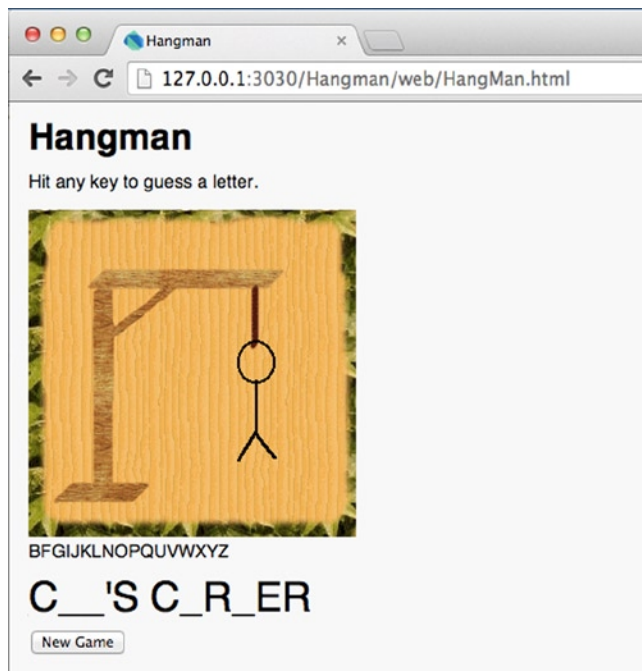 Hangman
127.0.0.1:3030/Hangman/web/HangMan.html
Hangman
Hit any key to guess a letter.
BFGIJKLNOPQUVWXYZ
C__'S C_R_ER
New Game